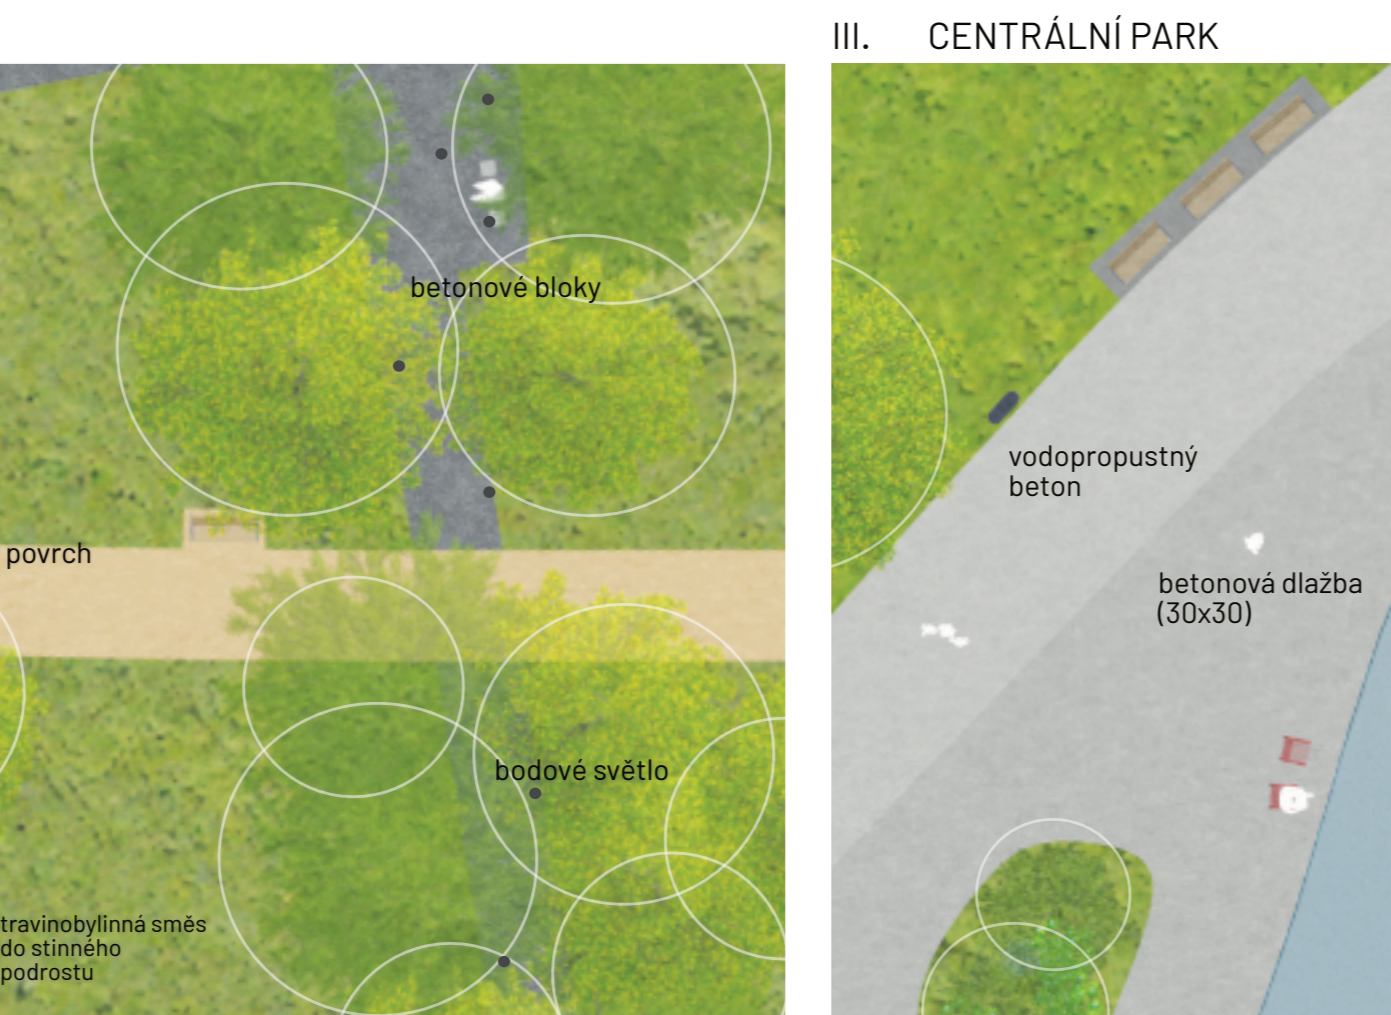 III. CENTRÁLNÍ PARK
betonové bloky
povrch
bodové světlo
travinobylinná směs
do stinného
podrostu
vodopropustný
beton
betonová dlažba
(30x30)